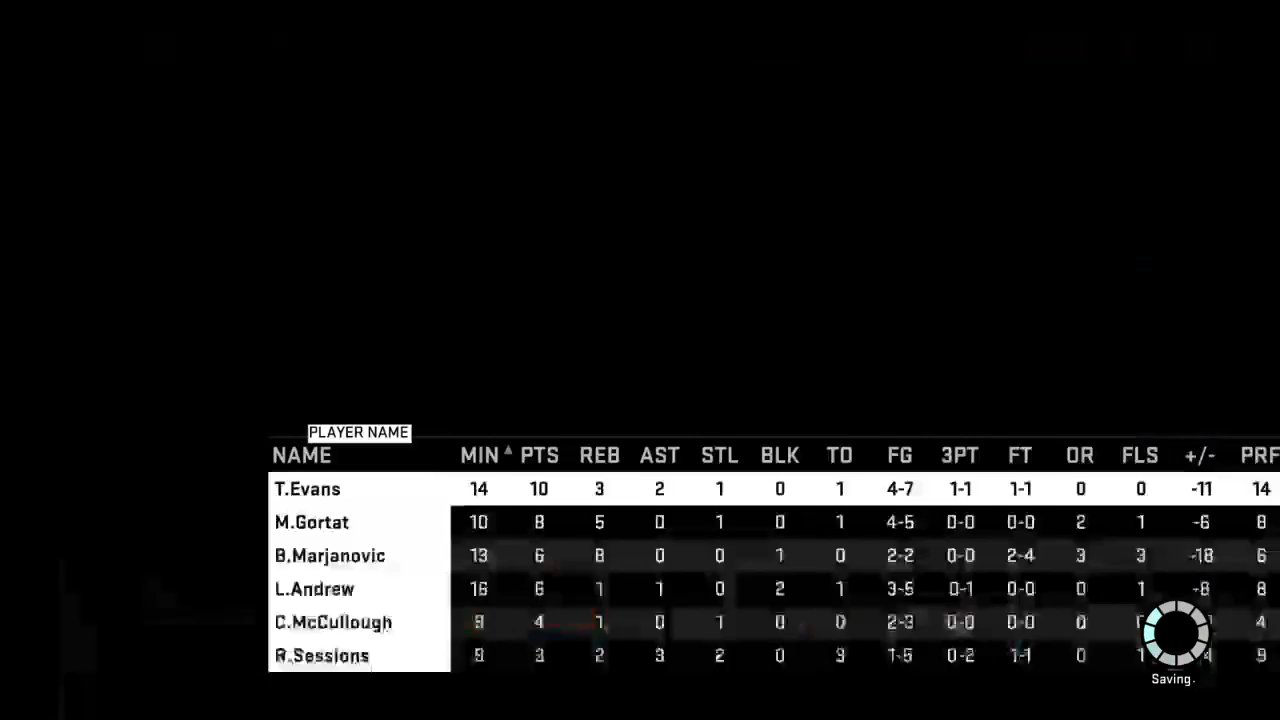 PLAYER NAME
NAME MIN PTS REB AST STL BLK TO FG 3PT FT OR FLS +/- PRF
T.Evans 14 10 3 2 1 0 1 4-7 1-1 1-1 0 0 -11 14
M.Gortat 10 8 5 0 1 0 1 4-5 0-0 0-0 2 1 -6 8
B.Marjanovic 13 6 8 0 0 1 0 2-2 0-0 2-4 3 3 -18 6
L.Andrew 16 6 1 1 0 2 1 3-5 0-1 0-0 0 1 -8 8
C.McCullough 4 1 0 1 0 0 2-3 0-0 0-0 0 4
R.Sessions 3 2 3 2 0 3 1-5 0-2 1-1 0 1 9
Saving.